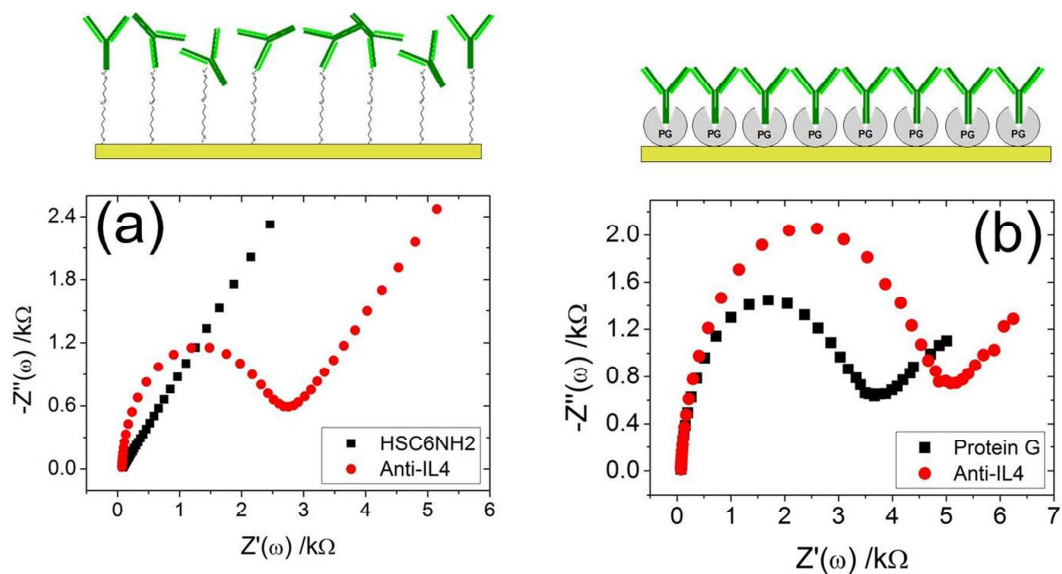 PG PG PG PG PG PG PG PG
(a)
2.4
1.8
1.2
0.6
0.0
-Z''(ω) /kΩ
HSC6NH2
Anti-IL4
0 1 2 3 4 5 6
Z'(ω) /kΩ
(b)
2.0
1.6
1.2
0.8
0.4
0.0
-Z''(ω) /kΩ
Protein G
Anti-IL4
0 1 2 3 4 5 6 7
Z'(ω) /kΩ